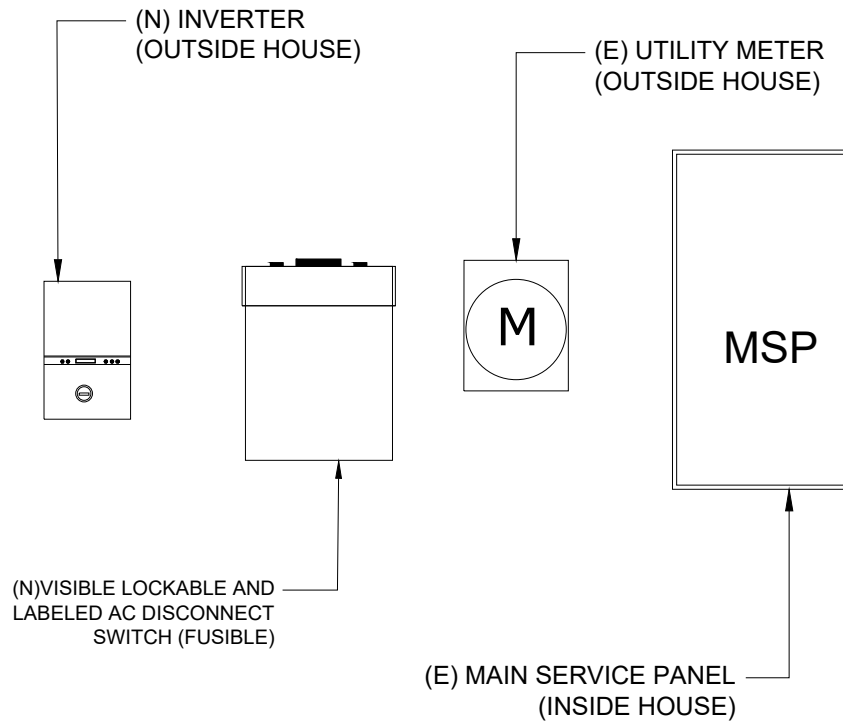 (N) INVERTER
(OUTSIDE HOUSE)
(E) UTILITY METER
(OUTSIDE HOUSE)
M
MSP
(N)VISIBLE LOCKABLE AND
LABELED AC DISCONNECT
SWITCH (FUSIBLE)
(E) MAIN SERVICE PANEL
(INSIDE HOUSE)